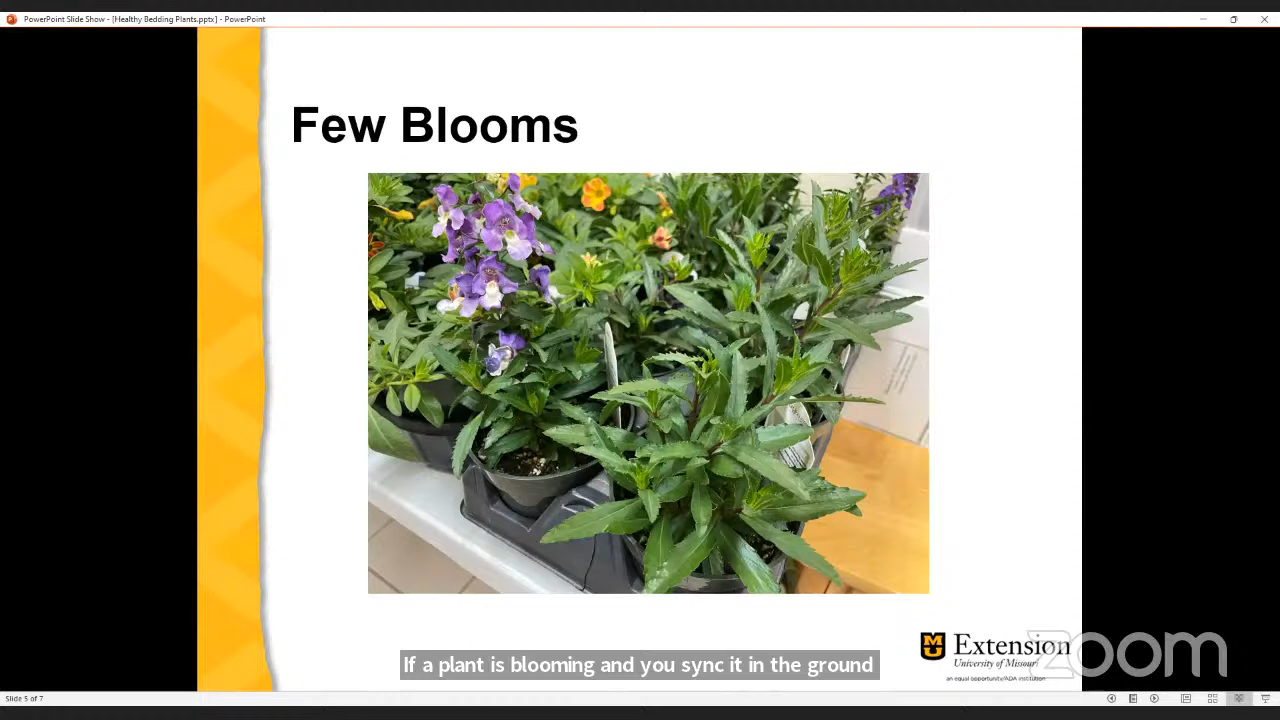 PowerPoint Slide Show - [Healthy Bedding Plants.pptx] - PowerPoint
Few Blooms
MU Extension
University of Missouri
an equal opportunity/ADA institution
zoom
If a plant is blooming and you sync it in the ground
Slide 5 of 7